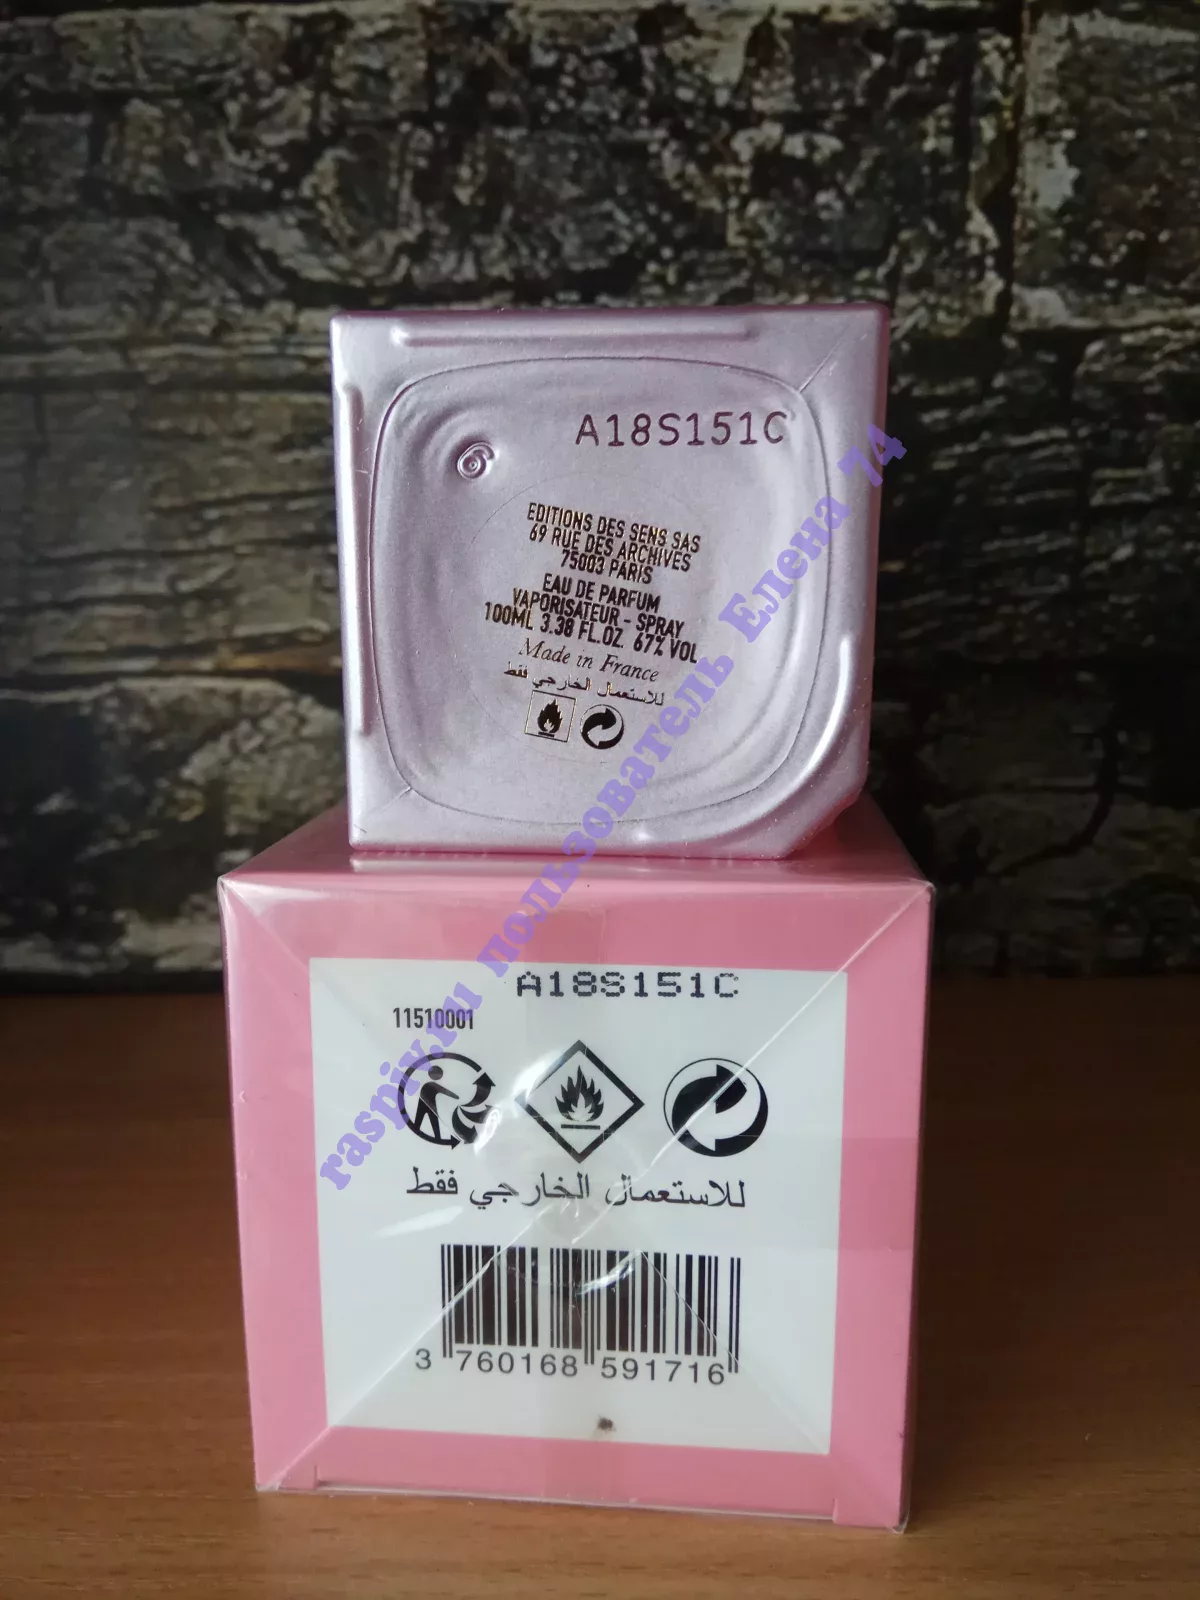 A18S151C
6
EDITIONS DES SENS SAS
69 RUE DES ARCHIVES
75003 PARIS
EAU DE PARFUM
VAPORISATEUR - SPRAY
100ML 3.38 FL.OZ. 67% VOL
Made in France
للاستعمال الخارجي فقط
A18S151C
11510001
للاستعمال الخارجي فقط
3 760168 591716
raspiv.ru пользователь Елена 74